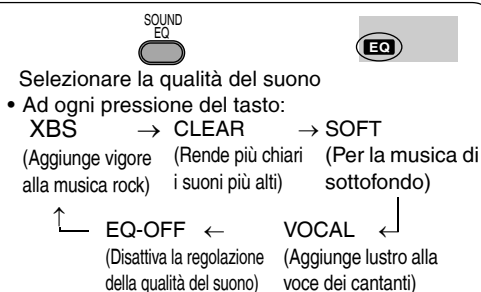 SOUND
EQ
EQ
Selezionare la qualità del suono
• Ad ogni pressione del tasto:
XBS → CLEAR → SOFT
(Aggiunge vigore alla musica rock) (Rende più chiari i suoni più alti) (Per la musica di sottofondo)
EQ-OFF ← VOCAL
(Disattiva la regolazione della qualità del suono) (Aggiunge lustro alla voce dei cantanti)